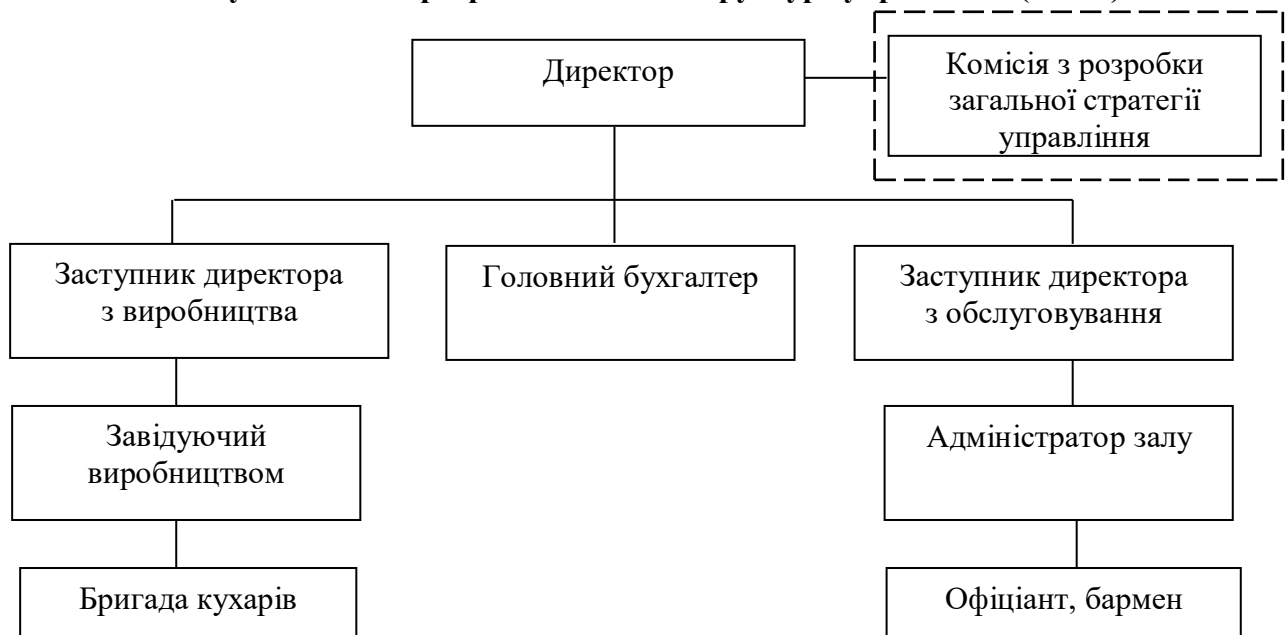 Директор
Комісія з розробки
загальної стратегії
управління
Заступник директора
з виробництва
Головний бухгалтер
Заступник директора
з обслуговування
Завідуючий
виробництвом
Адміністратор залу
Бригада кухарів
Офіціант, бармен